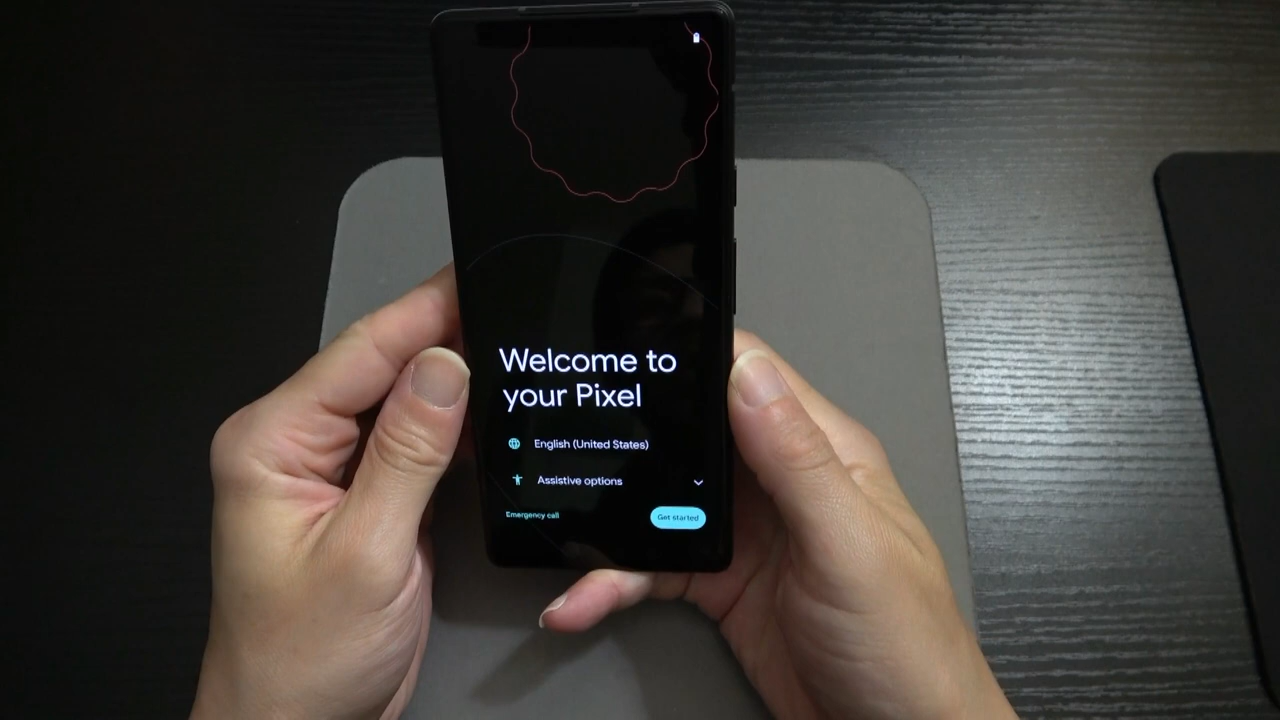 Welcome to
your Pixel
English (United States)
Assistive options
Emergency call
Get started